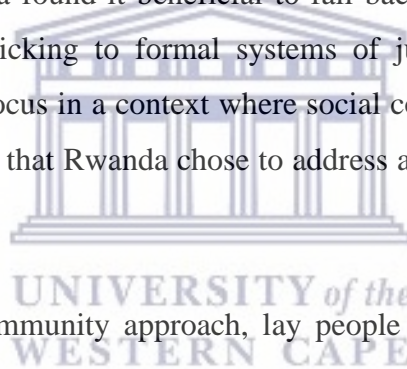 a found it beneficial to fall bac
icking to formal systems of ju
ocus in a context where social co
that Rwanda chose to address a
UNIVERSITY of the
mmunity approach, lay people
WESTERN CAPE